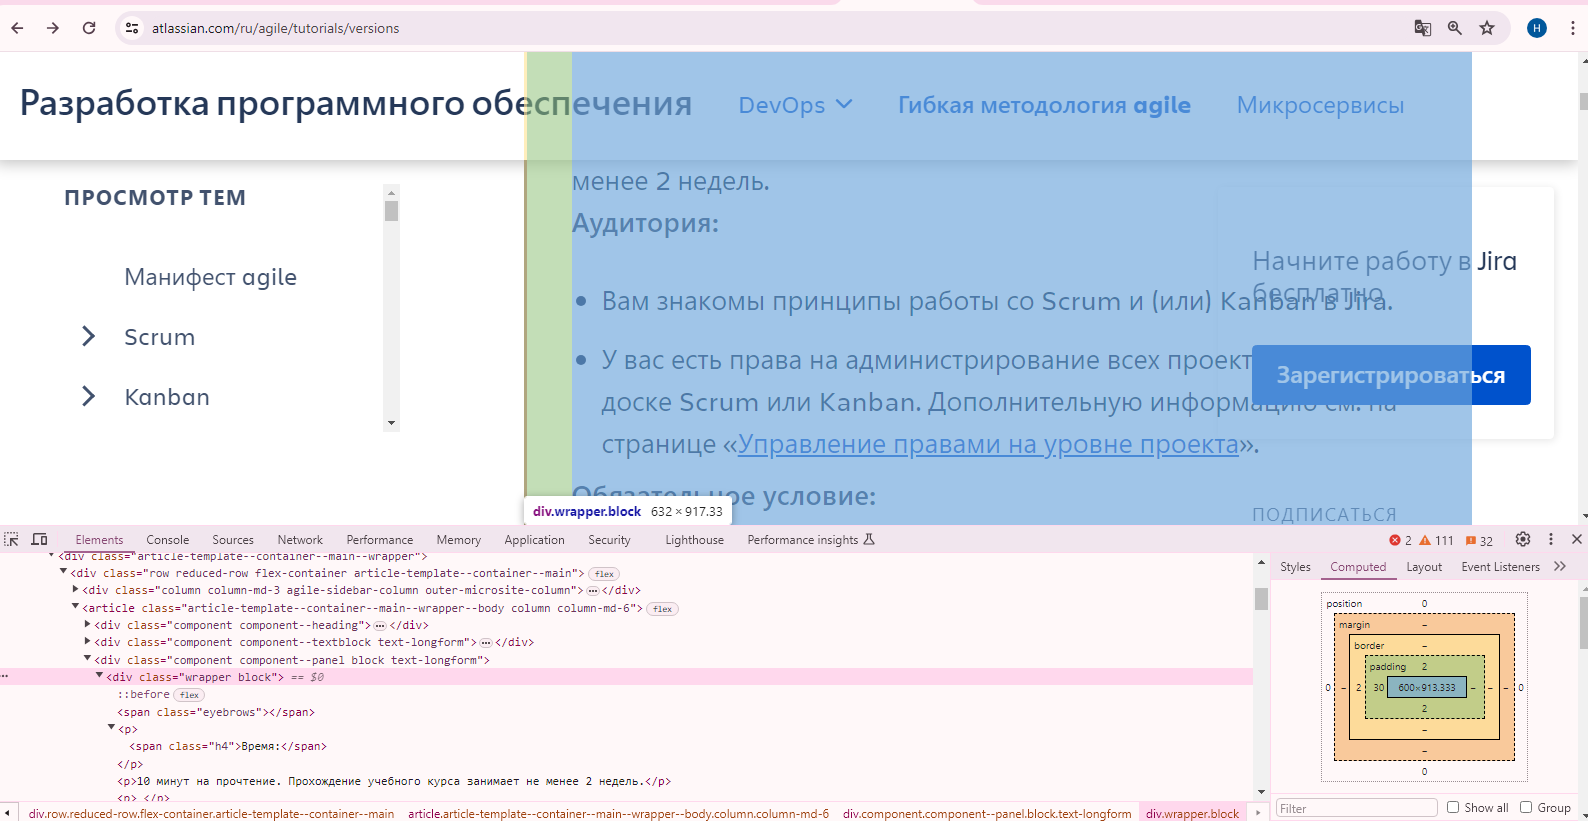 atlassian.com/ru/agile/tutorials/versions
H
Разработка программного обеспечения
DevOps
Гибкая методология agile
Микросервисы
ПРОСМОТР ТЕМ
Манифест agile
Scrum
Kanban
менее 2 недель.
Аудитория:
Вам знакомы принципы работы со Scrum и (или) Kanban в Jira.
У вас есть права на администрирование всех проект
доске Scrum или Kanban. Дополнительную информацию см. на
странице «Управление правами на уровне проекта».
Обязательное условие:
Начните работу в Jira
бесплатно
Зарегистрироваться
ПОДПИСАТЬСЯ
div.wrapper.block 632 × 917.33
Elements Console Sources Network Performance Memory Application Security Lighthouse Performance insights
2 111 32
<div class="article-template--container--main--wrapper">
<div class="row reduced-row flex-container article-template--container--main"> flex
<div class="column column-md-3 agile-sidebar-column outer-microsite-column"> … </div>
<article class="article-template--container--main--wrapper--body column column-md-6"> flex
<div class="component component--heading"> … </div>
<div class="component component--textblock text-longform"> … </div>
<div class="component component--panel block text-longform">
<div class="wrapper block"> == $0
::before flex
<span class="eyebrows"></span>
<p>
<span class="h4">Время:</span>
</p>
<p>10 минут на прочтение. Прохождение учебного курса занимает не менее 2 недель.</p>
<p> </p>
div.row.reduced-row.flex-container.article-template--container--main article.article-template--container--main--wrapper--body.column.column-md-6 div.component.component--panel.block.text-longform div.wrapper.block
Styles Computed Layout Event Listeners
position 0
margin –
border –
padding 2
0 – 2 30 600×913.333 – – – 0
2
–
–
0
Filter Show all Group